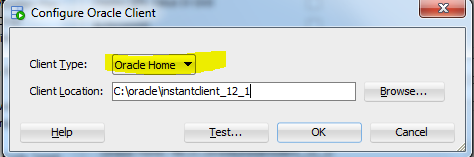 Configure Oracle Client
Client Type: Oracle Home
Client Location: C:\oracle\instantclient_12_1 Browse...
Help Test... OK Cancel